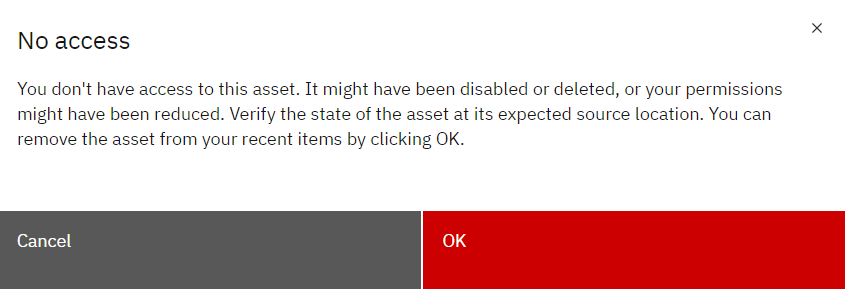 No access
You don't have access to this asset. It might have been disabled or deleted, or your permissions
might have been reduced. Verify the state of the asset at its expected source location. You can
remove the asset from your recent items by clicking OK.
Cancel
OK